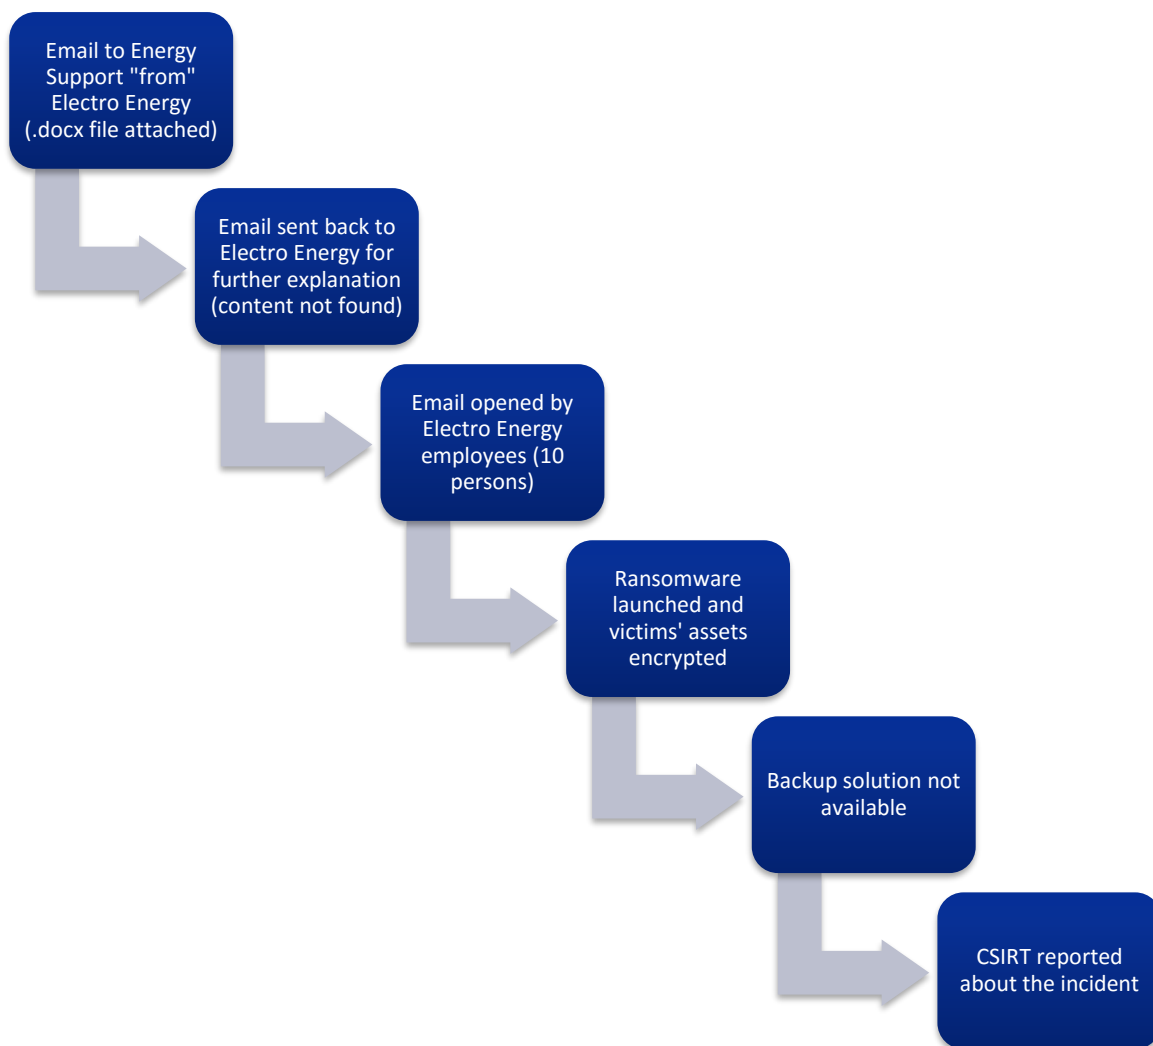 Email to Energy
Support "from"
Electro Energy
(.docx file attached)
Email sent back to
Electro Energy for
further explanation
(content not found)
Email opened by
Electro Energy
employees (10
persons)
Ransomware
launched and
victims' assets
encrypted
Backup solution not
available
CSIRT reported
about the incident